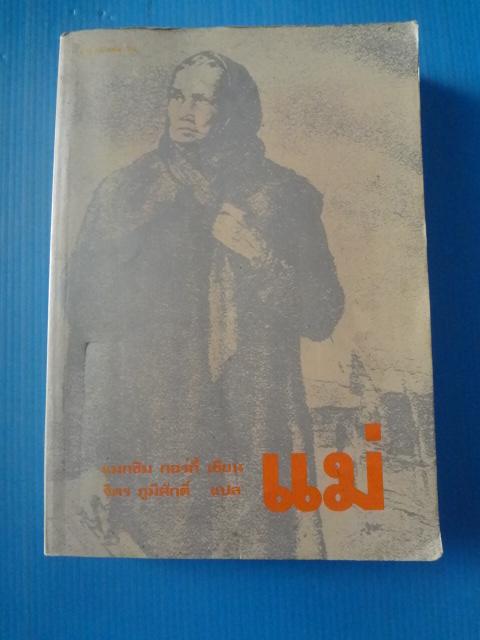 แมกซิม กอร์กี้ เขียน
จิตร ภูมิศักดิ์ แปล
แม่